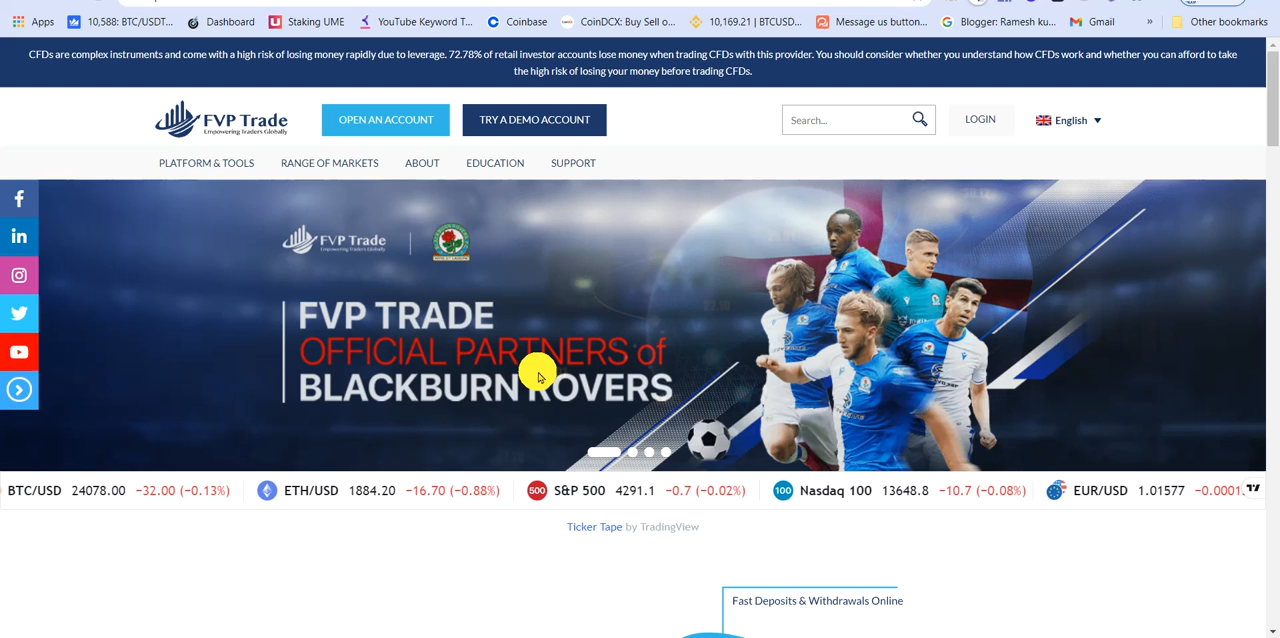 Apps
10,588: BTC/USDT...
Dashboard
Staking UME
YouTube Keyword T...
Coinbase
CoinDCX: Buy Sell o...
10,169.21 | BTCUSD...
Message us button...
Blogger: Ramesh ku...
Gmail
»
Other bookmarks
CFDs are complex instruments and come with a high risk of losing money rapidly due to leverage. 72.78% of retail investor accounts lose money when trading CFDs with this provider. You should consider whether you understand how CFDs work and whether you can afford to take
the high risk of losing your money before trading CFDs.
FVP Trade
Empowering Traders Globally
OPEN AN ACCOUNT
TRY A DEMO ACCOUNT
Search...
LOGIN
English
PLATFORM & TOOLS
RANGE OF MARKETS
ABOUT
EDUCATION
SUPPORT
FVP Trade
Empowering Traders Globally
FVP TRADE
OFFICIAL PARTNERS of
BLACKBURN ROVERS
BTC/USD 24078.00 −32.00 (−0.13%)
ETH/USD 1884.20 −16.70 (−0.88%)
500 S&P 500 4291.1 −0.7 (−0.02%)
100 Nasdaq 100 13648.8 −10.7 (−0.08%)
EUR/USD 1.01577 −0.0001
Ticker Tape by TradingView
Fast Deposits & Withdrawals Online